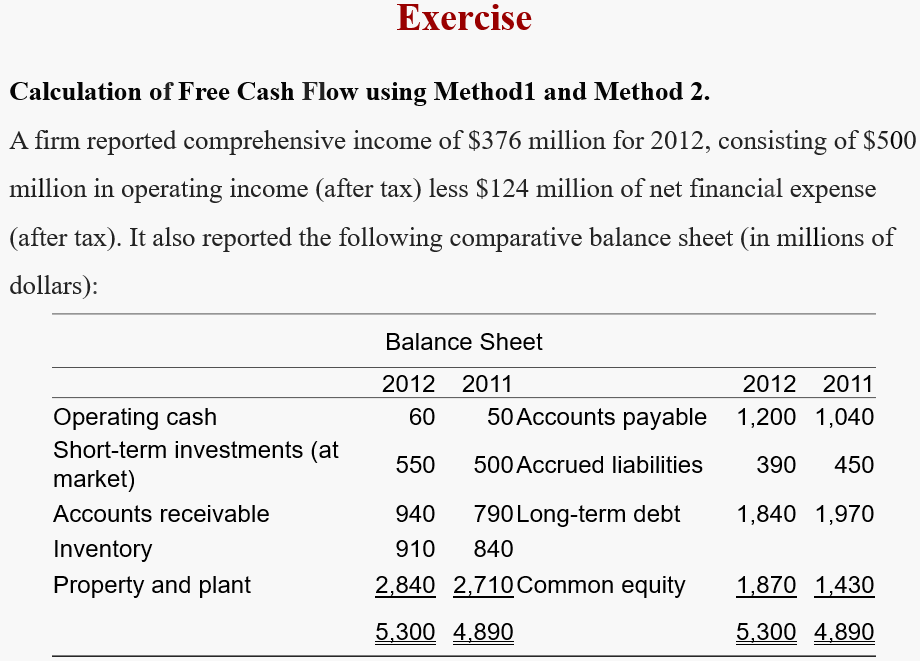 Exercise
Calculation of Free Cash Flow using Method1 and Method 2.
A firm reported comprehensive income of $376 million for 2012, consisting of $500
million in operating income (after tax) less $124 million of net financial expense
(after tax). It also reported the following comparative balance sheet (in millions of
dollars):
Balance Sheet
2012 2011 2012 2011
Operating cash 60 50 Accounts payable 1,200 1,040
Short-term investments (at
market) 550 500 Accrued liabilities 390 450
Accounts receivable 940 790 Long-term debt 1,840 1,970
Inventory 910 840
Property and plant 2,840 2,710 Common equity 1,870 1,430
5,300 4,890 5,300 4,890